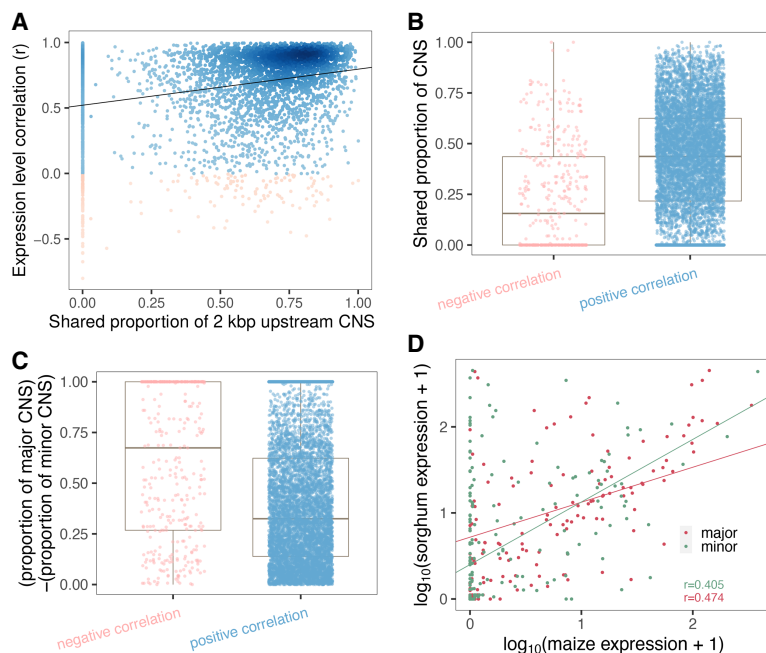 A
Expression level correlation (r)
1.0
0.5
0.0
−0.5
0.00 0.25 0.50 0.75 1.00
Shared proportion of 2 kbp upstream CNS
B
Shared proportion of CNS
1.00
0.75
0.50
0.25
0.00
negative correlation
positive correlation
C
(proportion of major CNS)
−(proportion of minor CNS)
1.00
0.75
0.50
0.25
0.00
negative correlation
positive correlation
D
log10(sorghum expression + 1)
2
1
0
major
minor
r=0.405
r=0.474
0 1 2
log10(maize expression + 1)